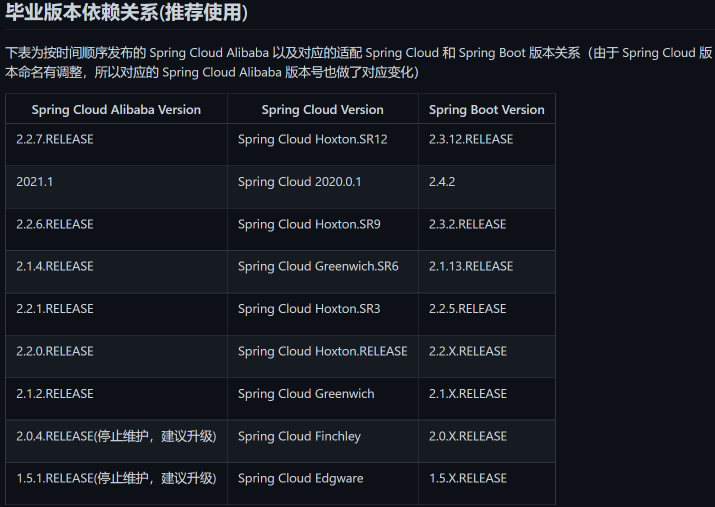 毕业版本依赖关系(推荐使用)
下表为按时间顺序发布的 Spring Cloud Alibaba 以及对应的适配 Spring Cloud 和 Spring Boot 版本关系（由于 Spring Cloud 版
本命名有调整，所以对应的 Spring Cloud Alibaba 版本号也做了对应变化）
Spring Cloud Alibaba Version Spring Cloud Version Spring Boot Version
2.2.7.RELEASE Spring Cloud Hoxton.SR12 2.3.12.RELEASE
2021.1 Spring Cloud 2020.0.1 2.4.2
2.2.6.RELEASE Spring Cloud Hoxton.SR9 2.3.2.RELEASE
2.1.4.RELEASE Spring Cloud Greenwich.SR6 2.1.13.RELEASE
2.2.1.RELEASE Spring Cloud Hoxton.SR3 2.2.5.RELEASE
2.2.0.RELEASE Spring Cloud Hoxton.RELEASE 2.2.X.RELEASE
2.1.2.RELEASE Spring Cloud Greenwich 2.1.X.RELEASE
2.0.4.RELEASE(停止维护，建议升级) Spring Cloud Finchley 2.0.X.RELEASE
1.5.1.RELEASE(停止维护，建议升级) Spring Cloud Edgware 1.5.X.RELEASE